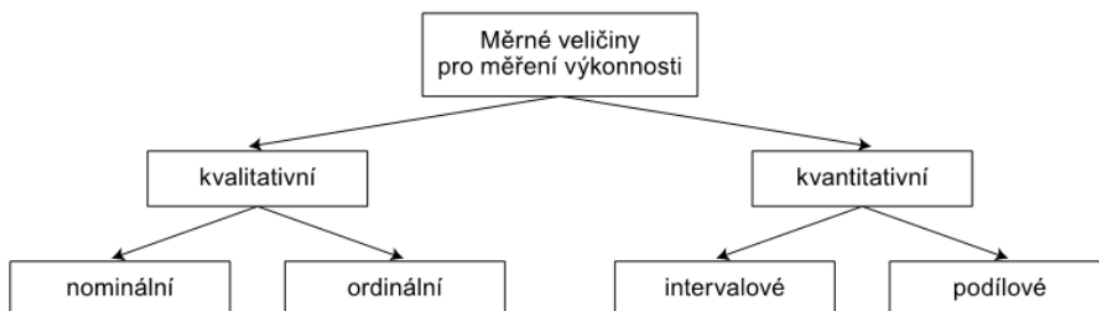 Měrné veličiny
pro měření výkonnosti
kvalitativní
kvantitativní
nominální
ordinální
intervalové
podílové